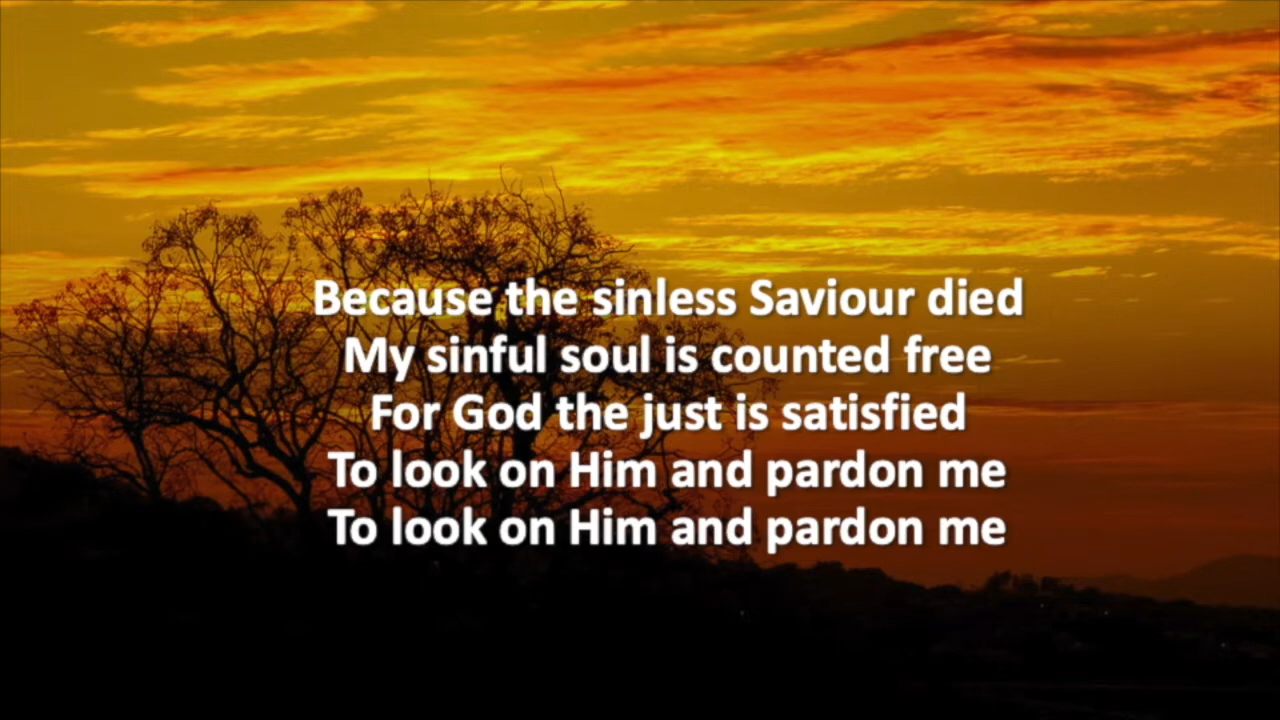 Because the sinless Saviour died
My sinful soul is counted free
For God the just is satisfied
To look on Him and pardon me
To look on Him and pardon me